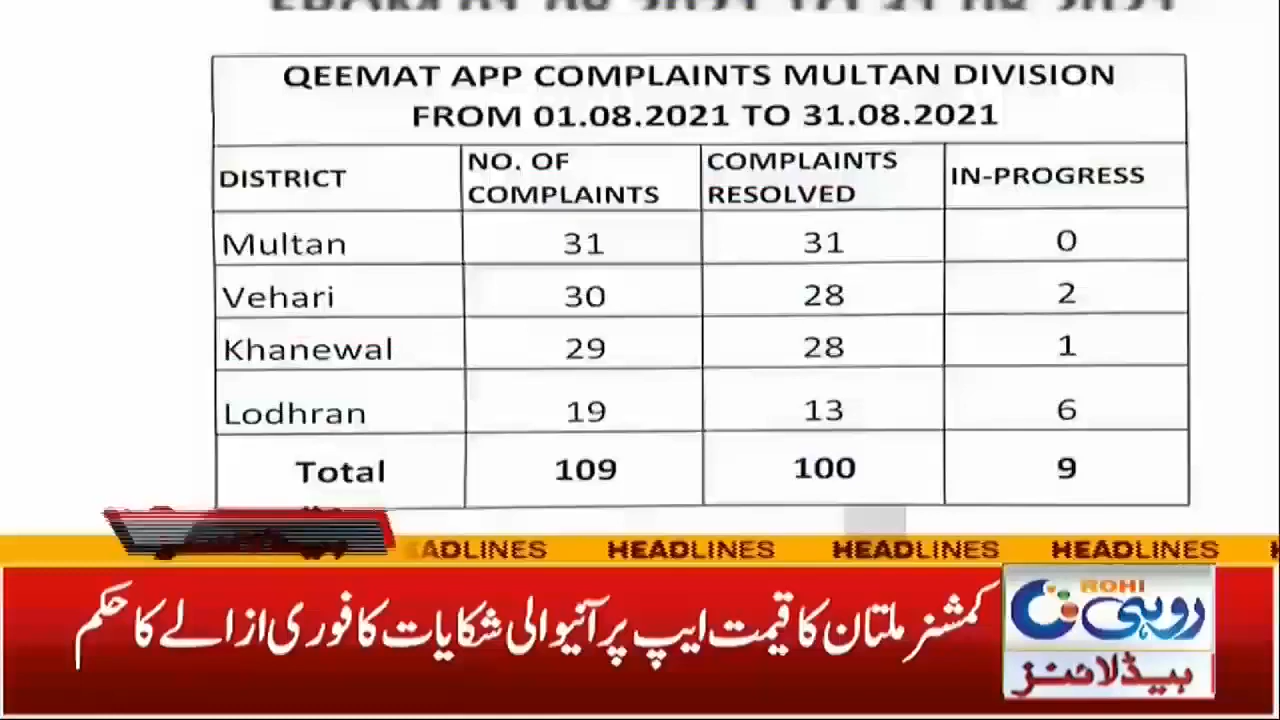 QEEMAT APP COMPLAINTS MULTAN DIVISION
FROM 01.08.2021 TO 31.08.2021
DISTRICT NO. OF COMPLAINTS COMPLAINTS RESOLVED IN-PROGRESS
Multan 31 31 0
Vehari 30 28 2
Khanewal 29 28 1
Lodhran 19 13 6
Total 109 100 9
EADLINES HEADLINES HEADLINES HEADLINES
کمشنر ملتان کا قیمت ایپ پر آنیوالی شکایات کا فوری ازالے کا حکم
ROHI
روہی
ہیڈلائنز